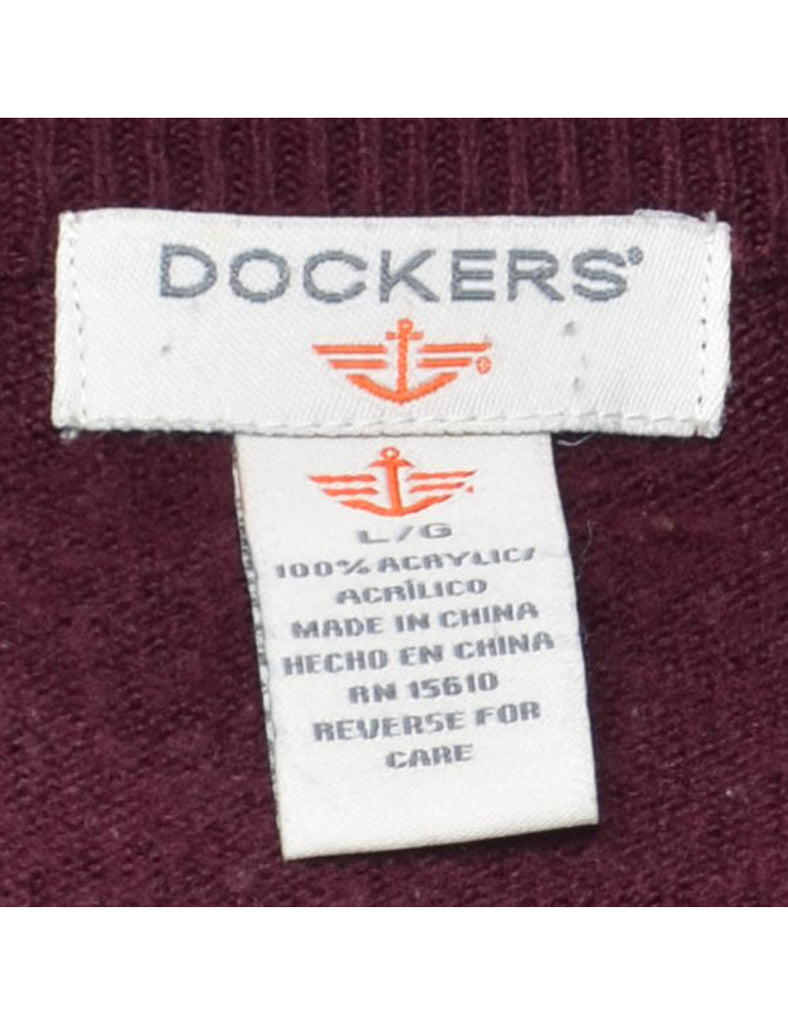 DOCKERS®
L/G
100% ACRYLIC/
ACRÍLICO
MADE IN CHINA
HECHO EN CHINA
RN 15610
REVERSE FOR
CARE